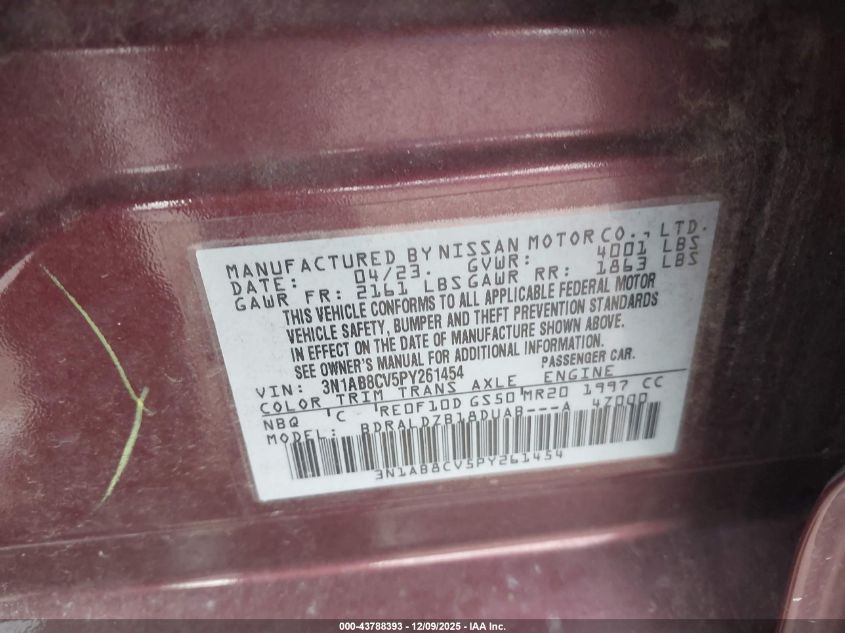 MANUFACTURED BY NISSAN MOTOR CO., LTD.
DATE: 04/23. GVWR: 4001 LBS
GAWR FR: 2161 LBS GAWR RR: 1863 LBS
THIS VEHICLE CONFORMS TO ALL APPLICABLE FEDERAL MOTOR
VEHICLE SAFETY, BUMPER AND THEFT PREVENTION STANDARDS
IN EFFECT ON THE DATE OF MANUFACTURE SHOWN ABOVE.
SEE OWNER'S MANUAL FOR ADDITIONAL INFORMATION.
VIN: 3N1AB8CV5PY261454 PASSENGER CAR.
COLOR TRIM TRANS AXLE ENGINE
NBQ C RE0F10D GS50 MR20 1997 CC
MODEL: BDRALDZB18DUAB---A 47000
3N1AB8CV5PY261454
000-43788393 - 12/09/2025 - IAA Inc.